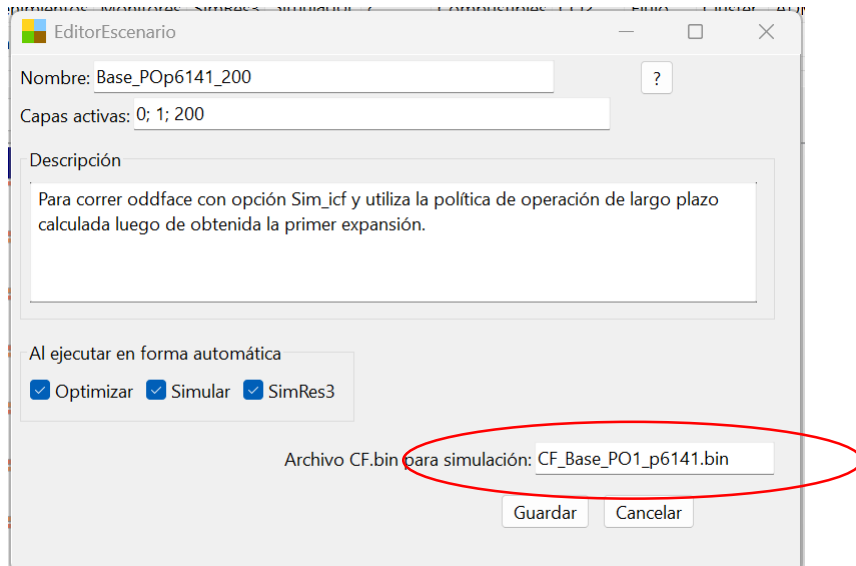 EditorEscenario
Nombre: Base_POp6141_200
?
Capas activas: 0; 1; 200
Descripción
Para correr oddface con opción Sim_icf y utiliza la política de operación de largo plazo
calculada luego de obtenida la primer expansión.
Al ejecutar en forma automática
Optimizar Simular SimRes3
Archivo CF.bin para simulación: CF_Base_PO1_p6141.bin
Guardar Cancelar